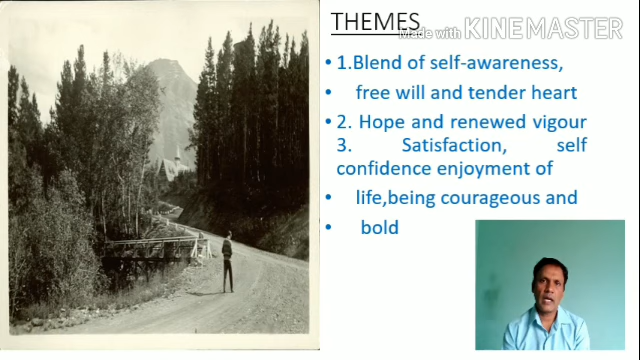 THEMES
Made with KINEMASTER
• 1.Blend of self-awareness,
• free will and tender heart
• 2. Hope and renewed vigour
3. Satisfaction, self
confidence enjoyment of
• life,being courageous and
• bold